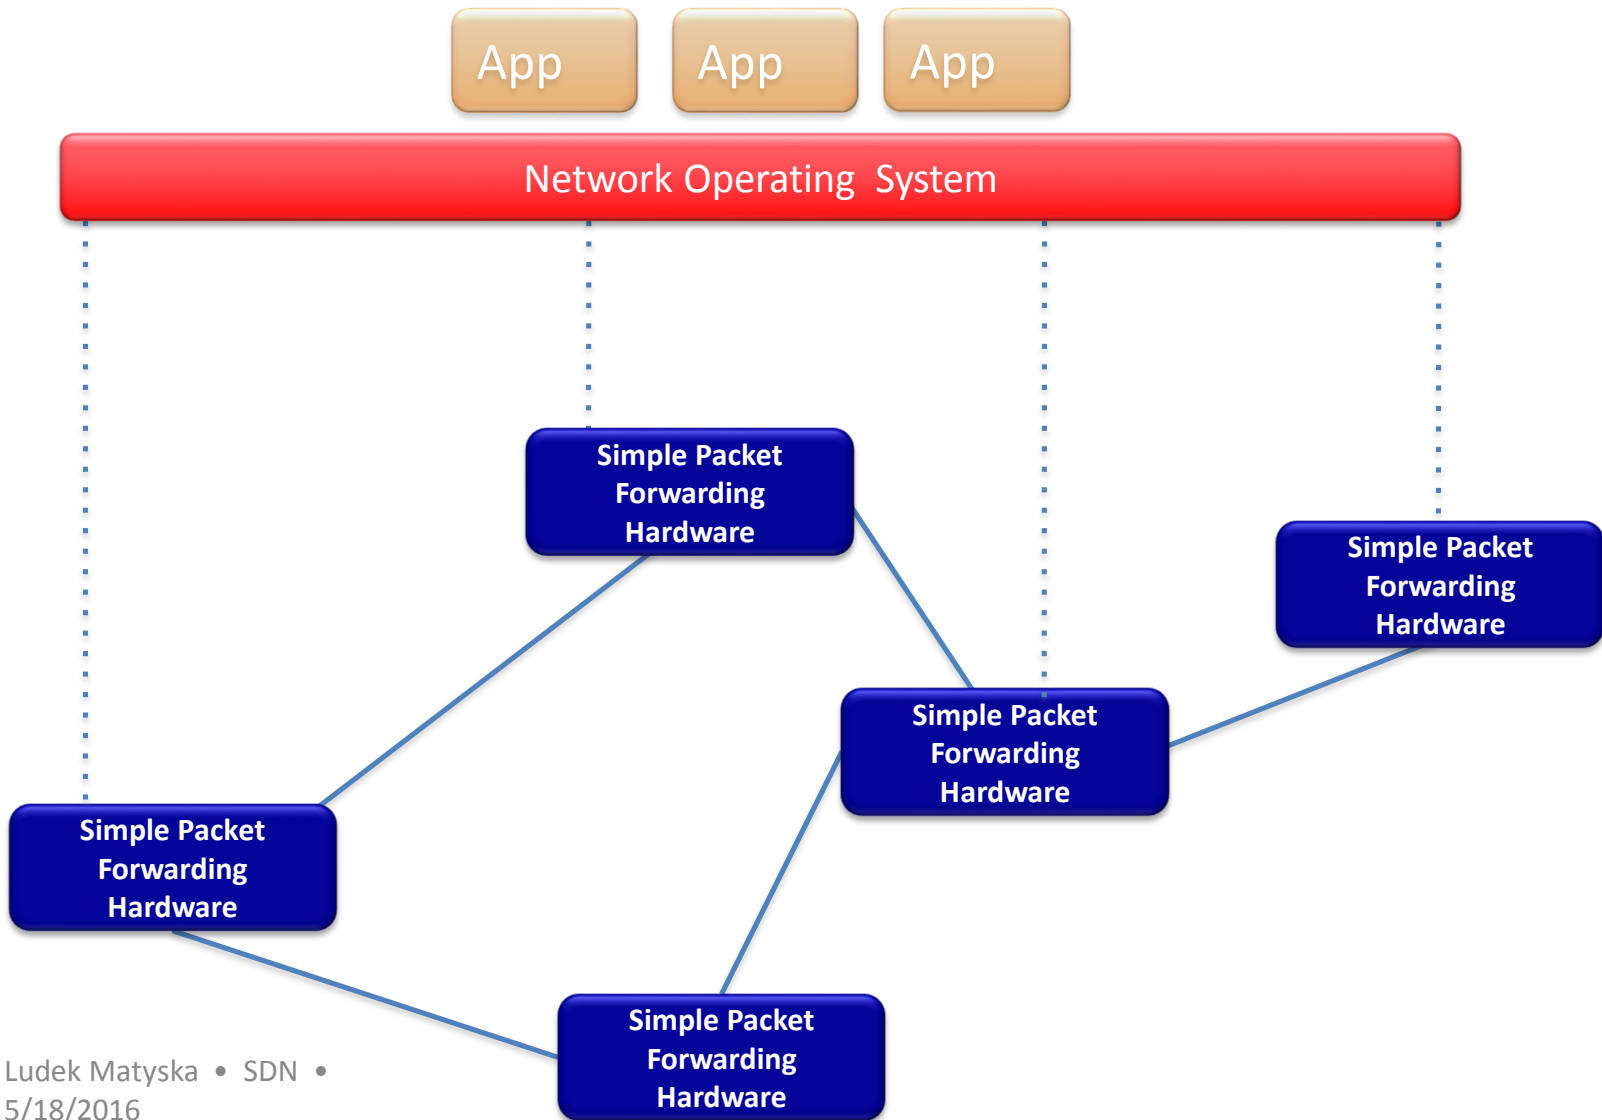 App
App
App
Network Operating System
Simple Packet
Forwarding
Hardware
Simple Packet
Forwarding
Hardware
Simple Packet
Forwarding
Hardware
Simple Packet
Forwarding
Hardware
Simple Packet
Forwarding
Hardware
Ludek Matyska • SDN •
5/18/2016